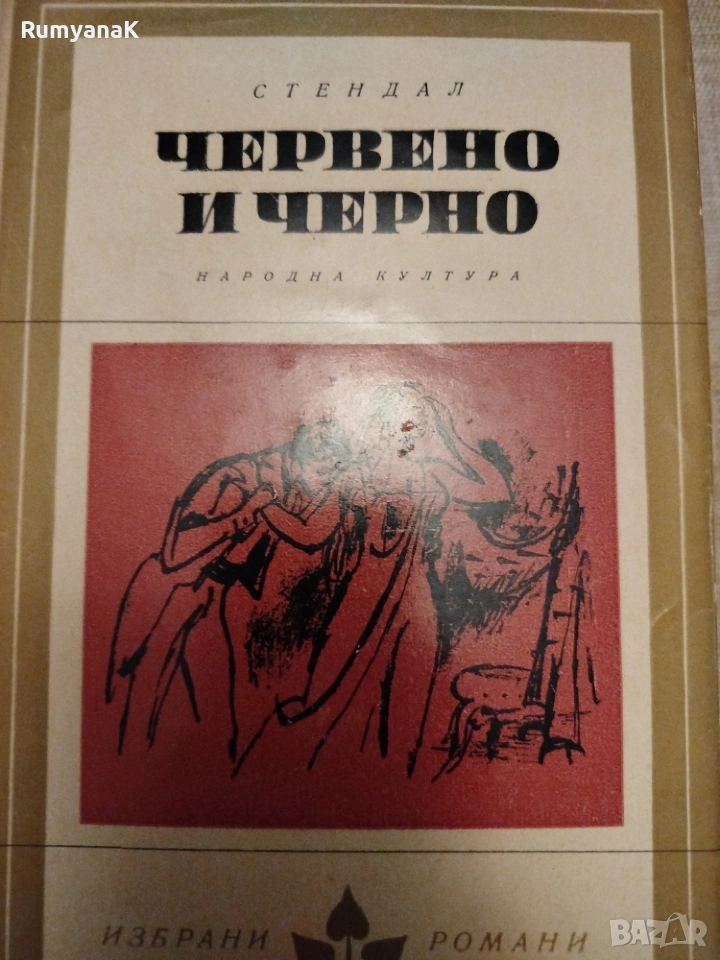 RumyanaK
СТЕНДАЛ
ЧЕРВЕНО
И ЧЕРНО
НАРОДНА КУЛТУРА
ИЗБРАНИ РОМАНИ
BAZAR